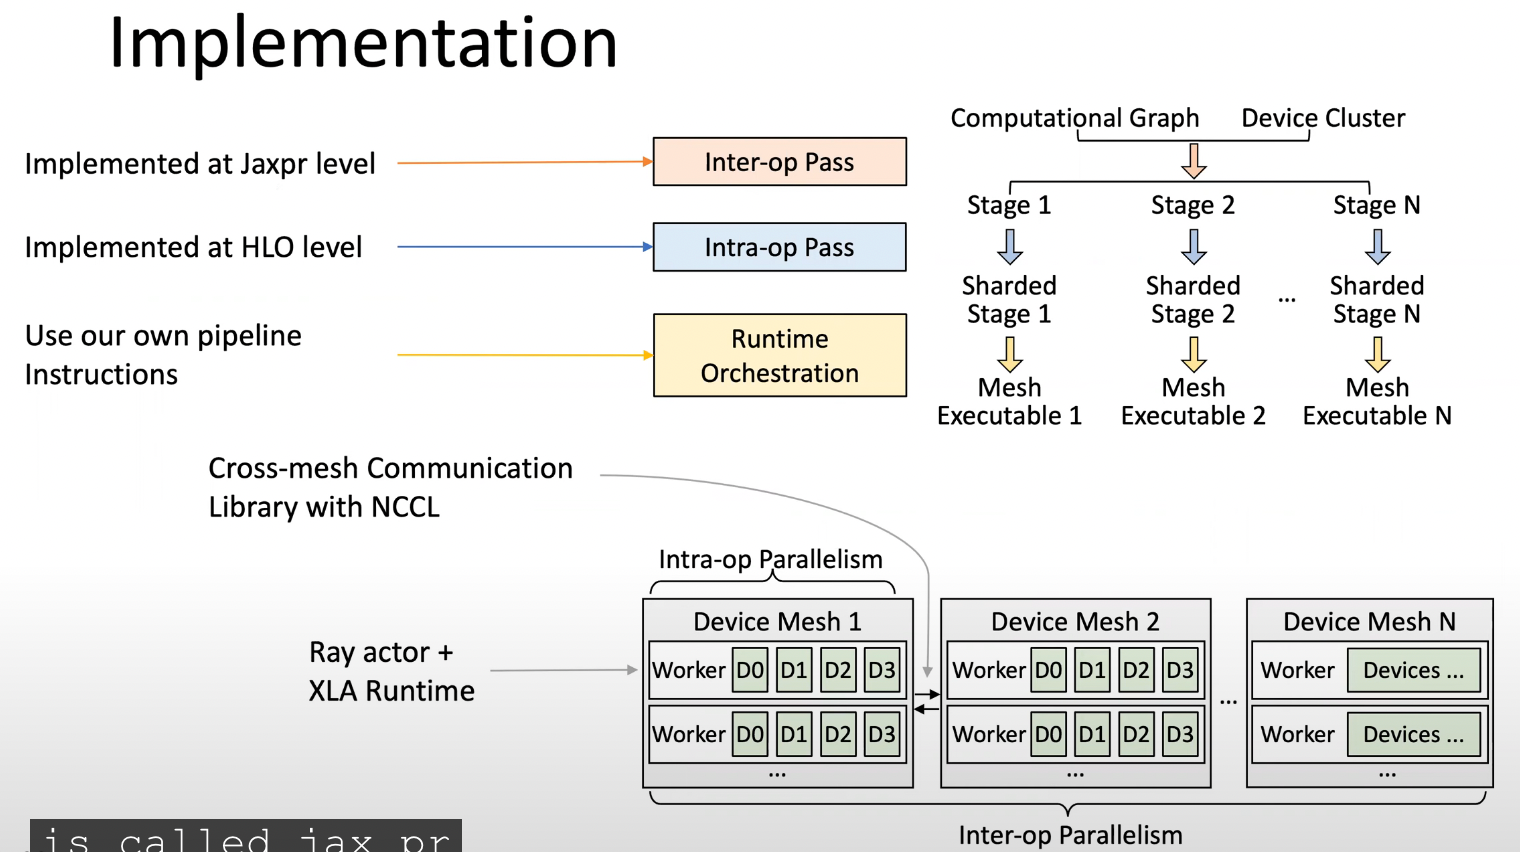 Implementation
Implemented at Jaxpr level
Inter-op Pass
Implemented at HLO level
Intra-op Pass
Use our own pipeline
Instructions
Runtime
Orchestration
Computational Graph
Device Cluster
Stage 1
Stage 2
Stage N
Sharded
Stage 1
Sharded
Stage 2
...
Sharded
Stage N
Mesh
Executable 1
Mesh
Executable 2
Mesh
Executable N
Cross-mesh Communication
Library with NCCL
Intra-op Parallelism
Ray actor +
XLA Runtime
Device Mesh 1
Worker D0 D1 D2 D3
Worker D0 D1 D2 D3
...
Device Mesh 2
Worker D0 D1 D2 D3
Worker D0 D1 D2 D3
...
...
Device Mesh N
Worker Devices ...
Worker Devices ...
...
Inter-op Parallelism
is called jax pr